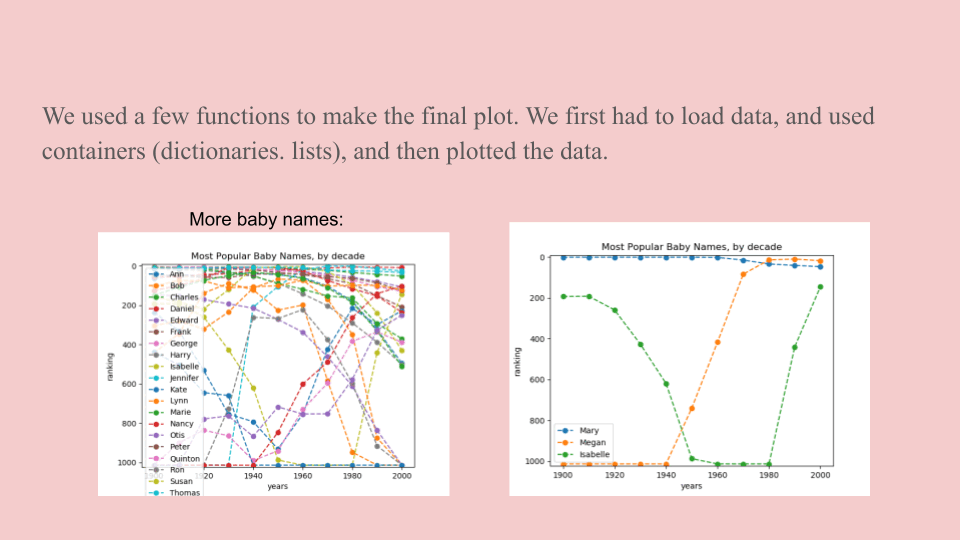 We used a few functions to make the final plot. We first had to load data, and used
containers (dictionaries. lists), and then plotted the data.
More baby names:
Most Popular Baby Names, by decade
0
200
400
600
800
1000
ranking
Ann
Bob
Charles
Daniel
Edward
Frank
George
Harry
Isabelle
Jennifer
Kate
Lynn
Marie
Nancy
Otis
Peter
Quinton
Ron
Susan
Thomas
1900 1920 1940 1960 1980 2000
years
Most Popular Baby Names, by decade
0
200
400
600
800
1000
ranking
Mary
Megan
Isabelle
1900 1920 1940 1960 1980 2000
years